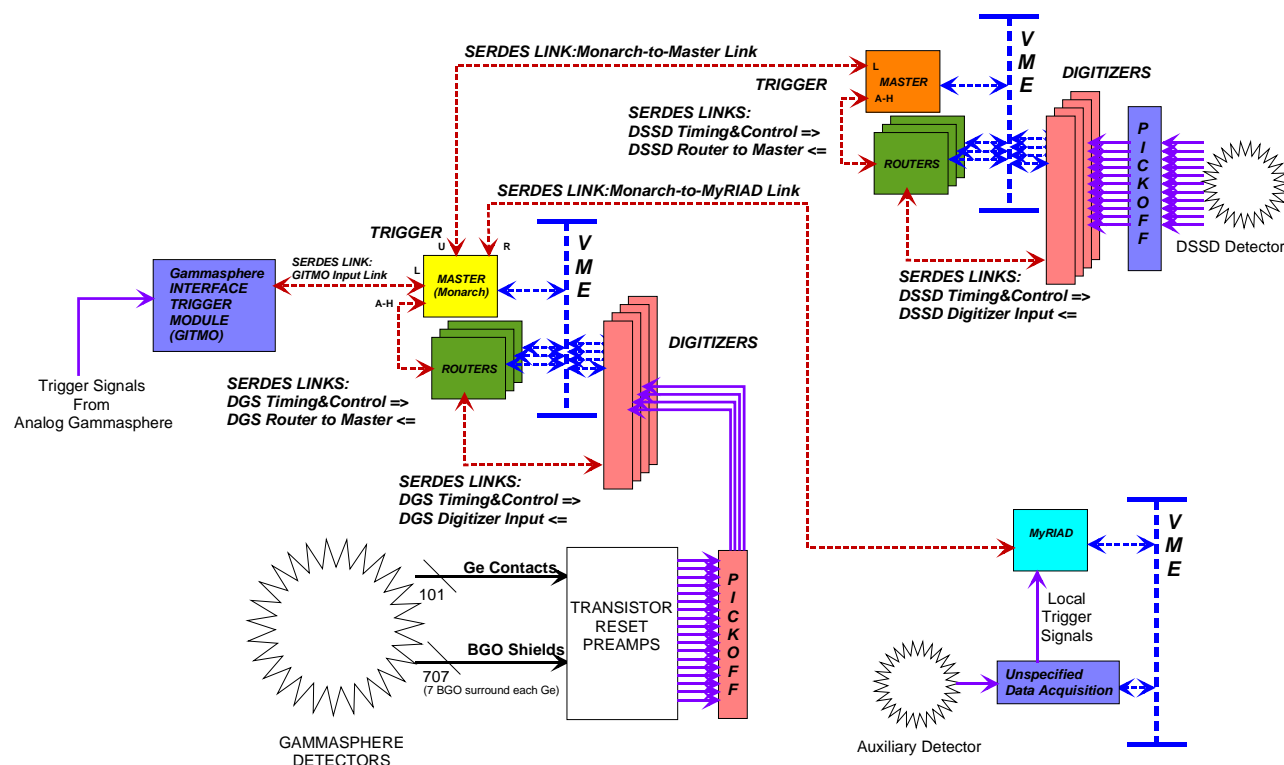 SERDES LINK:Monarch-to-Master Link
L
MASTER
TRIGGER
A-H
V
M
E
DIGITIZERS
SERDES LINKS:
DSSD Timing&Control =>
DSSD Router to Master <=
ROUTERS
P
I
C
K
O
F
F
DSSD Detector
SERDES LINKS:
DSSD Timing&Control =>
DSSD Digitizer Input <=
SERDES LINK:Monarch-to-MyRIAD Link
TRIGGER
U
R
SERDES LINK:
GITMO Input Link
L
MASTER
(Monarch)
A-H
V
M
E
Gammasphere
INTERFACE
TRIGGER
MODULE
(GITMO)
DIGITIZERS
ROUTERS
Trigger Signals
From
Analog Gammasphere
SERDES LINKS:
DGS Timing&Control =>
DGS Router to Master <=
SERDES LINKS:
DGS Timing&Control =>
DGS Digitizer Input <=
Ge Contacts
101
BGO Shields
707
(7 BGO surround each Ge)
TRANSISTOR
RESET
PREAMPS
P
I
C
K
O
F
F
GAMMASPHERE
DETECTORS
MyRIAD
V
M
E
Local
Trigger
Signals
Unspecified
Data Acquisition
Auxiliary Detector